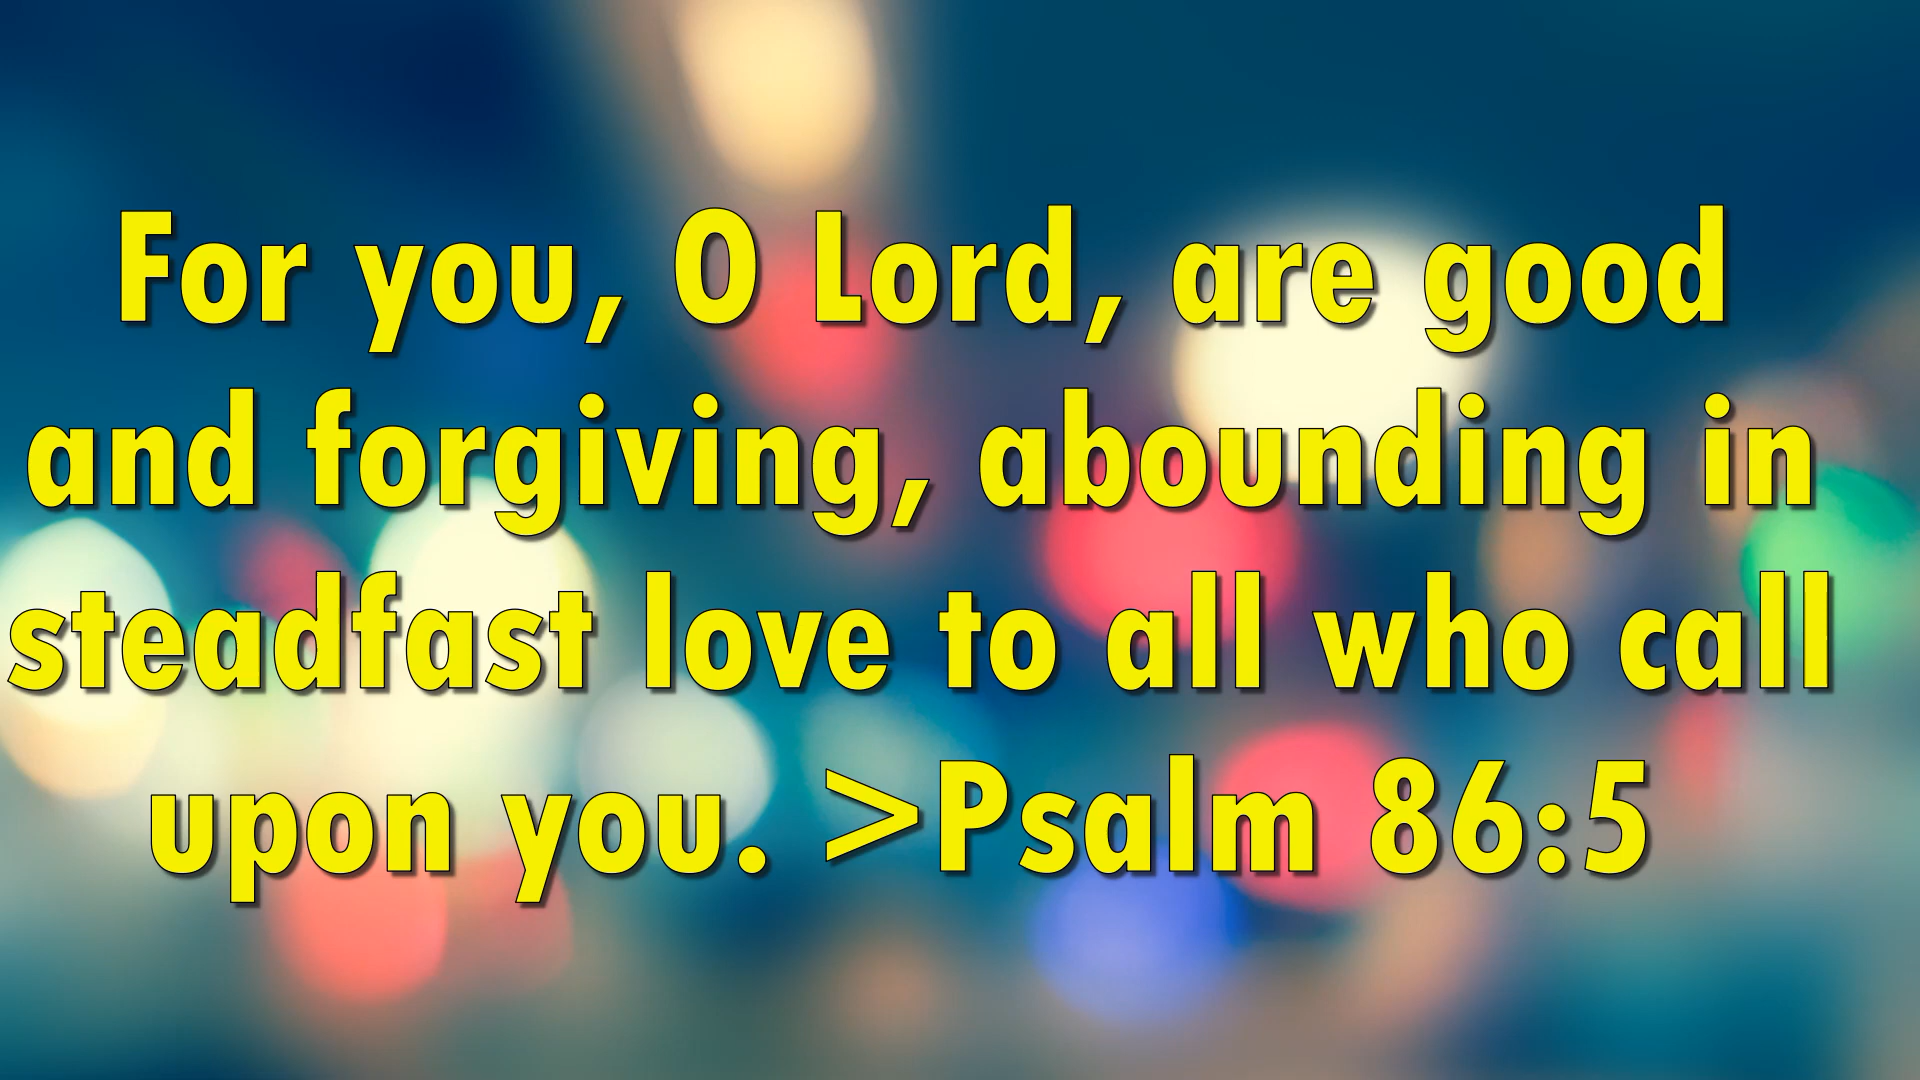 For you, O Lord, are good
and forgiving, abounding in
steadfast love to all who call
upon you. >Psalm 86:5